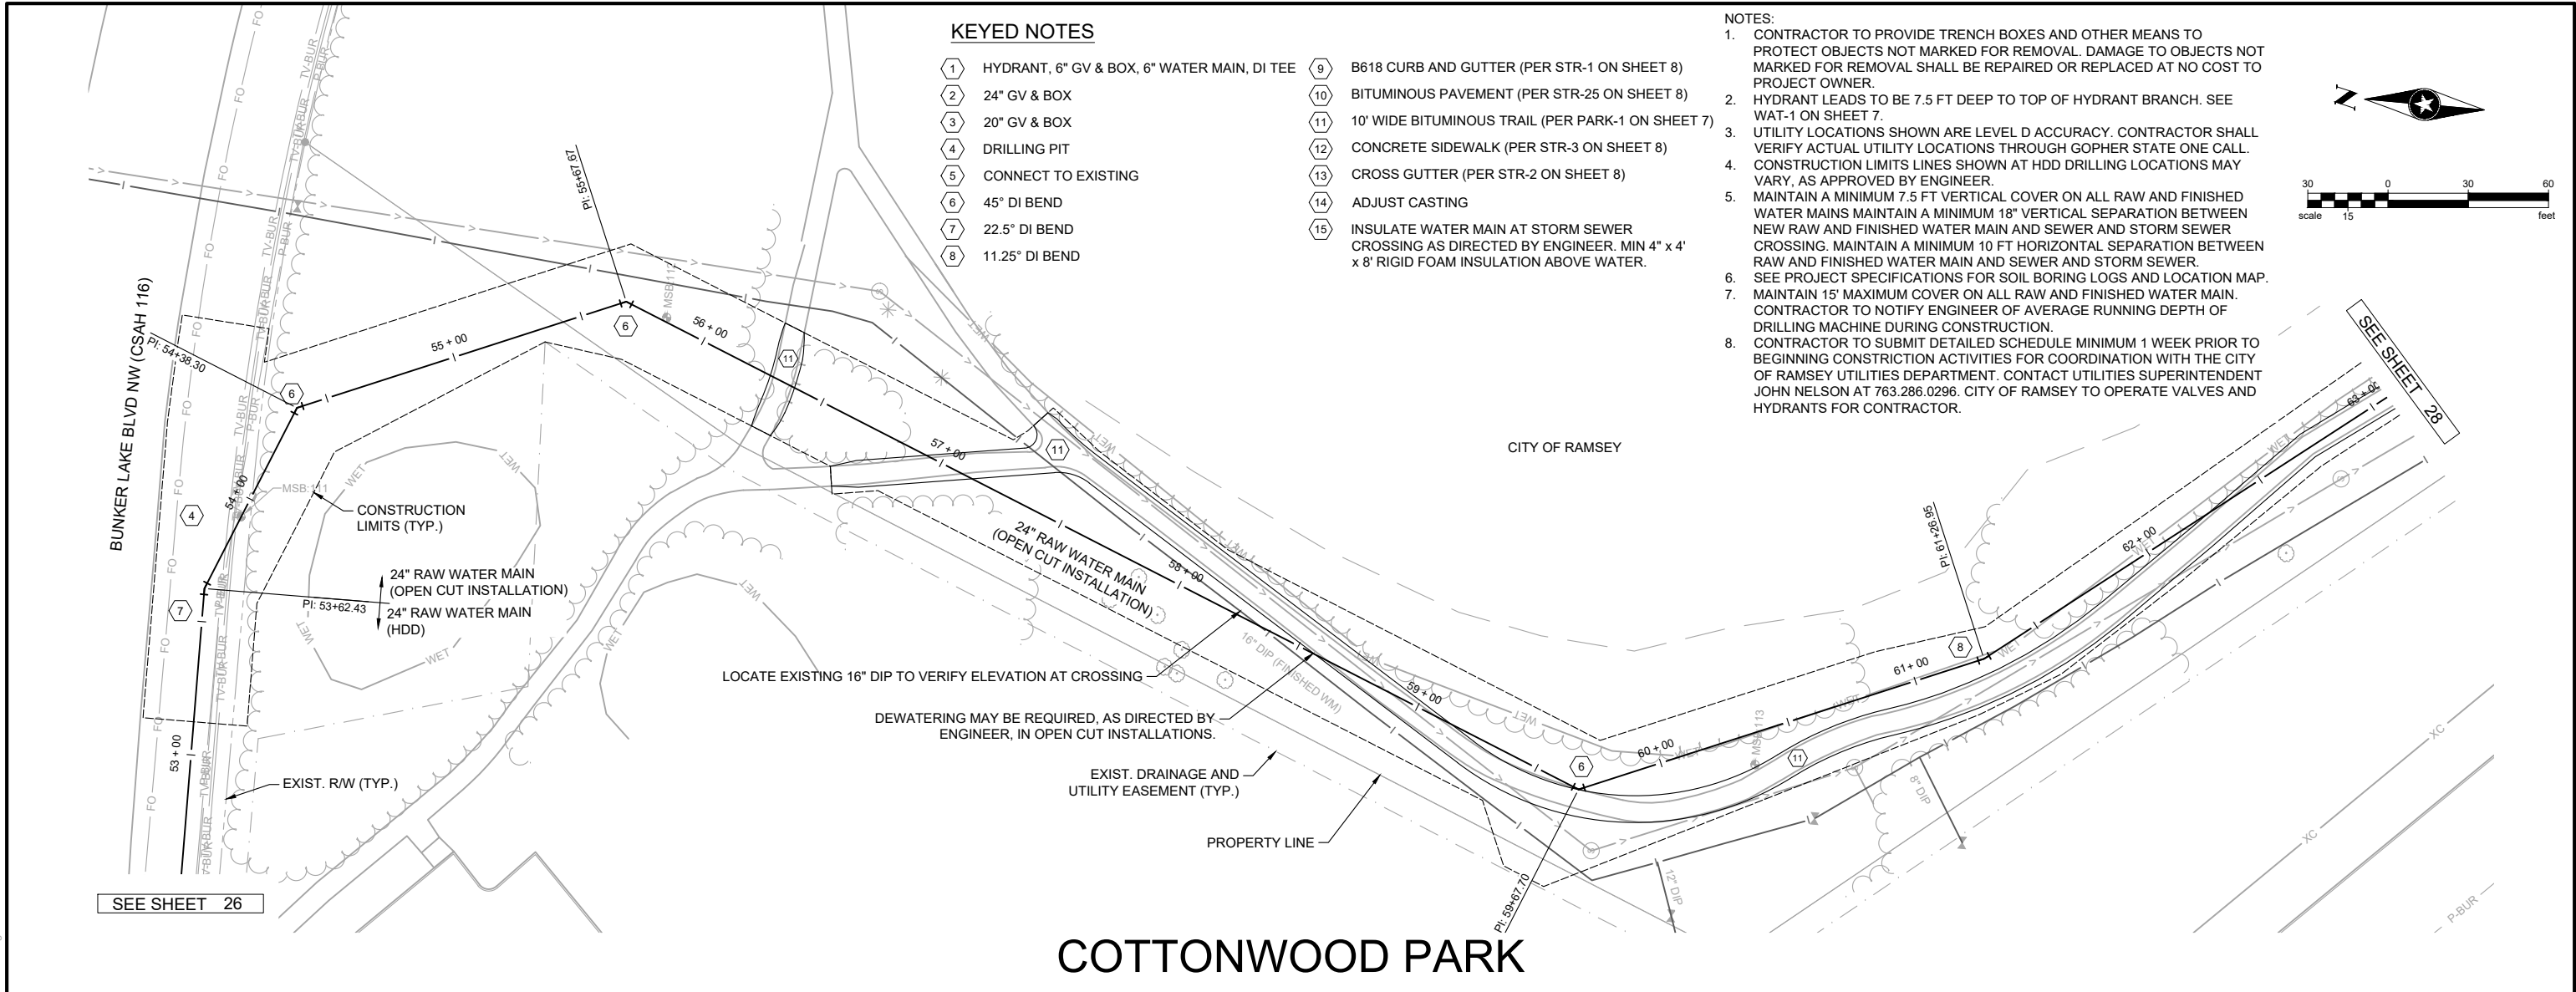 KEYED NOTES
1 HYDRANT, 6" GV & BOX, 6" WATER MAIN, DI TEE
2 24" GV & BOX
3 20" GV & BOX
4 DRILLING PIT
5 CONNECT TO EXISTING
6 45° DI BEND
7 22.5° DI BEND
8 11.25° DI BEND
9 B618 CURB AND GUTTER (PER STR-1 ON SHEET 8)
10 BITUMINOUS PAVEMENT (PER STR-25 ON SHEET 8)
11 10' WIDE BITUMINOUS TRAIL (PER PARK-1 ON SHEET 7)
12 CONCRETE SIDEWALK (PER STR-3 ON SHEET 8)
13 CROSS GUTTER (PER STR-2 ON SHEET 8)
14 ADJUST CASTING
15 INSULATE WATER MAIN AT STORM SEWER
CROSSING AS DIRECTED BY ENGINEER. MIN 4" x 4'
x 8' RIGID FOAM INSULATION ABOVE WATER.
NOTES:
1. CONTRACTOR TO PROVIDE TRENCH BOXES AND OTHER MEANS TO
PROTECT OBJECTS NOT MARKED FOR REMOVAL. DAMAGE TO OBJECTS NOT
MARKED FOR REMOVAL SHALL BE REPAIRED OR REPLACED AT NO COST TO
PROJECT OWNER.
2. HYDRANT LEADS TO BE 7.5 FT DEEP TO TOP OF HYDRANT BRANCH. SEE
WAT-1 ON SHEET 7.
3. UTILITY LOCATIONS SHOWN ARE LEVEL D ACCURACY. CONTRACTOR SHALL
VERIFY ACTUAL UTILITY LOCATIONS THROUGH GOPHER STATE ONE CALL.
4. CONSTRUCTION LIMITS LINES SHOWN AT HDD DRILLING LOCATIONS MAY
VARY, AS APPROVED BY ENGINEER.
5. MAINTAIN A MINIMUM 7.5 FT VERTICAL COVER ON ALL RAW AND FINISHED
WATER MAINS MAINTAIN A MINIMUM 18" VERTICAL SEPARATION BETWEEN
NEW RAW AND FINISHED WATER MAIN AND SEWER AND STORM SEWER
CROSSING. MAINTAIN A MINIMUM 10 FT HORIZONTAL SEPARATION BETWEEN
RAW AND FINISHED WATER MAIN AND SEWER AND STORM SEWER.
6. SEE PROJECT SPECIFICATIONS FOR SOIL BORING LOGS AND LOCATION MAP.
7. MAINTAIN 15' MAXIMUM COVER ON ALL RAW AND FINISHED WATER MAIN.
CONTRACTOR TO NOTIFY ENGINEER OF AVERAGE RUNNING DEPTH OF
DRILLING MACHINE DURING CONSTRUCTION.
8. CONTRACTOR TO SUBMIT DETAILED SCHEDULE MINIMUM 1 WEEK PRIOR TO
BEGINNING CONSTRICTION ACTIVITIES FOR COORDINATION WITH THE CITY
OF RAMSEY UTILITIES DEPARTMENT. CONTACT UTILITIES SUPERINTENDENT
JOHN NELSON AT 763.286.0296. CITY OF RAMSEY TO OPERATE VALVES AND
HYDRANTS FOR CONTRACTOR.
N
30 0 30 60
scale 15 feet
SEE SHEET 28
CITY OF RAMSEY
BUNKER LAKE BLVD NW (CSAH 116)
PI: 54+38.30
PI: 55+67.67
PI: 53+62.43
PI: 59+67.70
PI: 61+26.95
53 + 00
54 + 00
55 + 00
56 + 00
57 + 00
58 + 00
59 + 00
60 + 00
61 + 00
62 + 00
MSB:111
MSB:113
CONSTRUCTION
LIMITS (TYP.)
24" RAW WATER MAIN
(OPEN CUT INSTALLATION)
24" RAW WATER MAIN
(HDD)
24" RAW WATER MAIN
(OPEN CUT INSTALLATION)
16" DIP (FINISHED WM)
LOCATE EXISTING 16" DIP TO VERIFY ELEVATION AT CROSSING
DEWATERING MAY BE REQUIRED, AS DIRECTED BY
ENGINEER, IN OPEN CUT INSTALLATIONS.
EXIST. DRAINAGE AND
UTILITY EASEMENT (TYP.)
PROPERTY LINE
EXIST. R/W (TYP.)
8" DIP
12" DIP
XC
XC
P-BUR
SEE SHEET 26
COTTONWOOD PARK